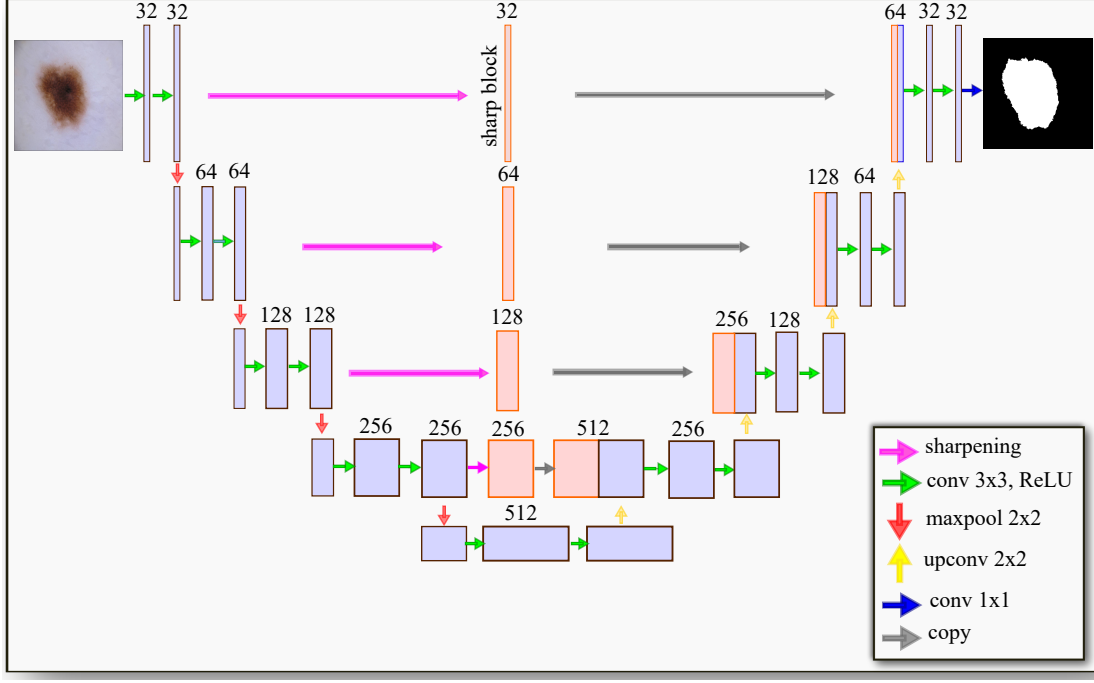 32 32
32
64 32 32
sharp block
64 64
64
128 64
128 128
128
256 128
256 256 256 512 256
512
sharpening
conv 3x3, ReLU
maxpool 2x2
upconv 2x2
conv 1x1
copy